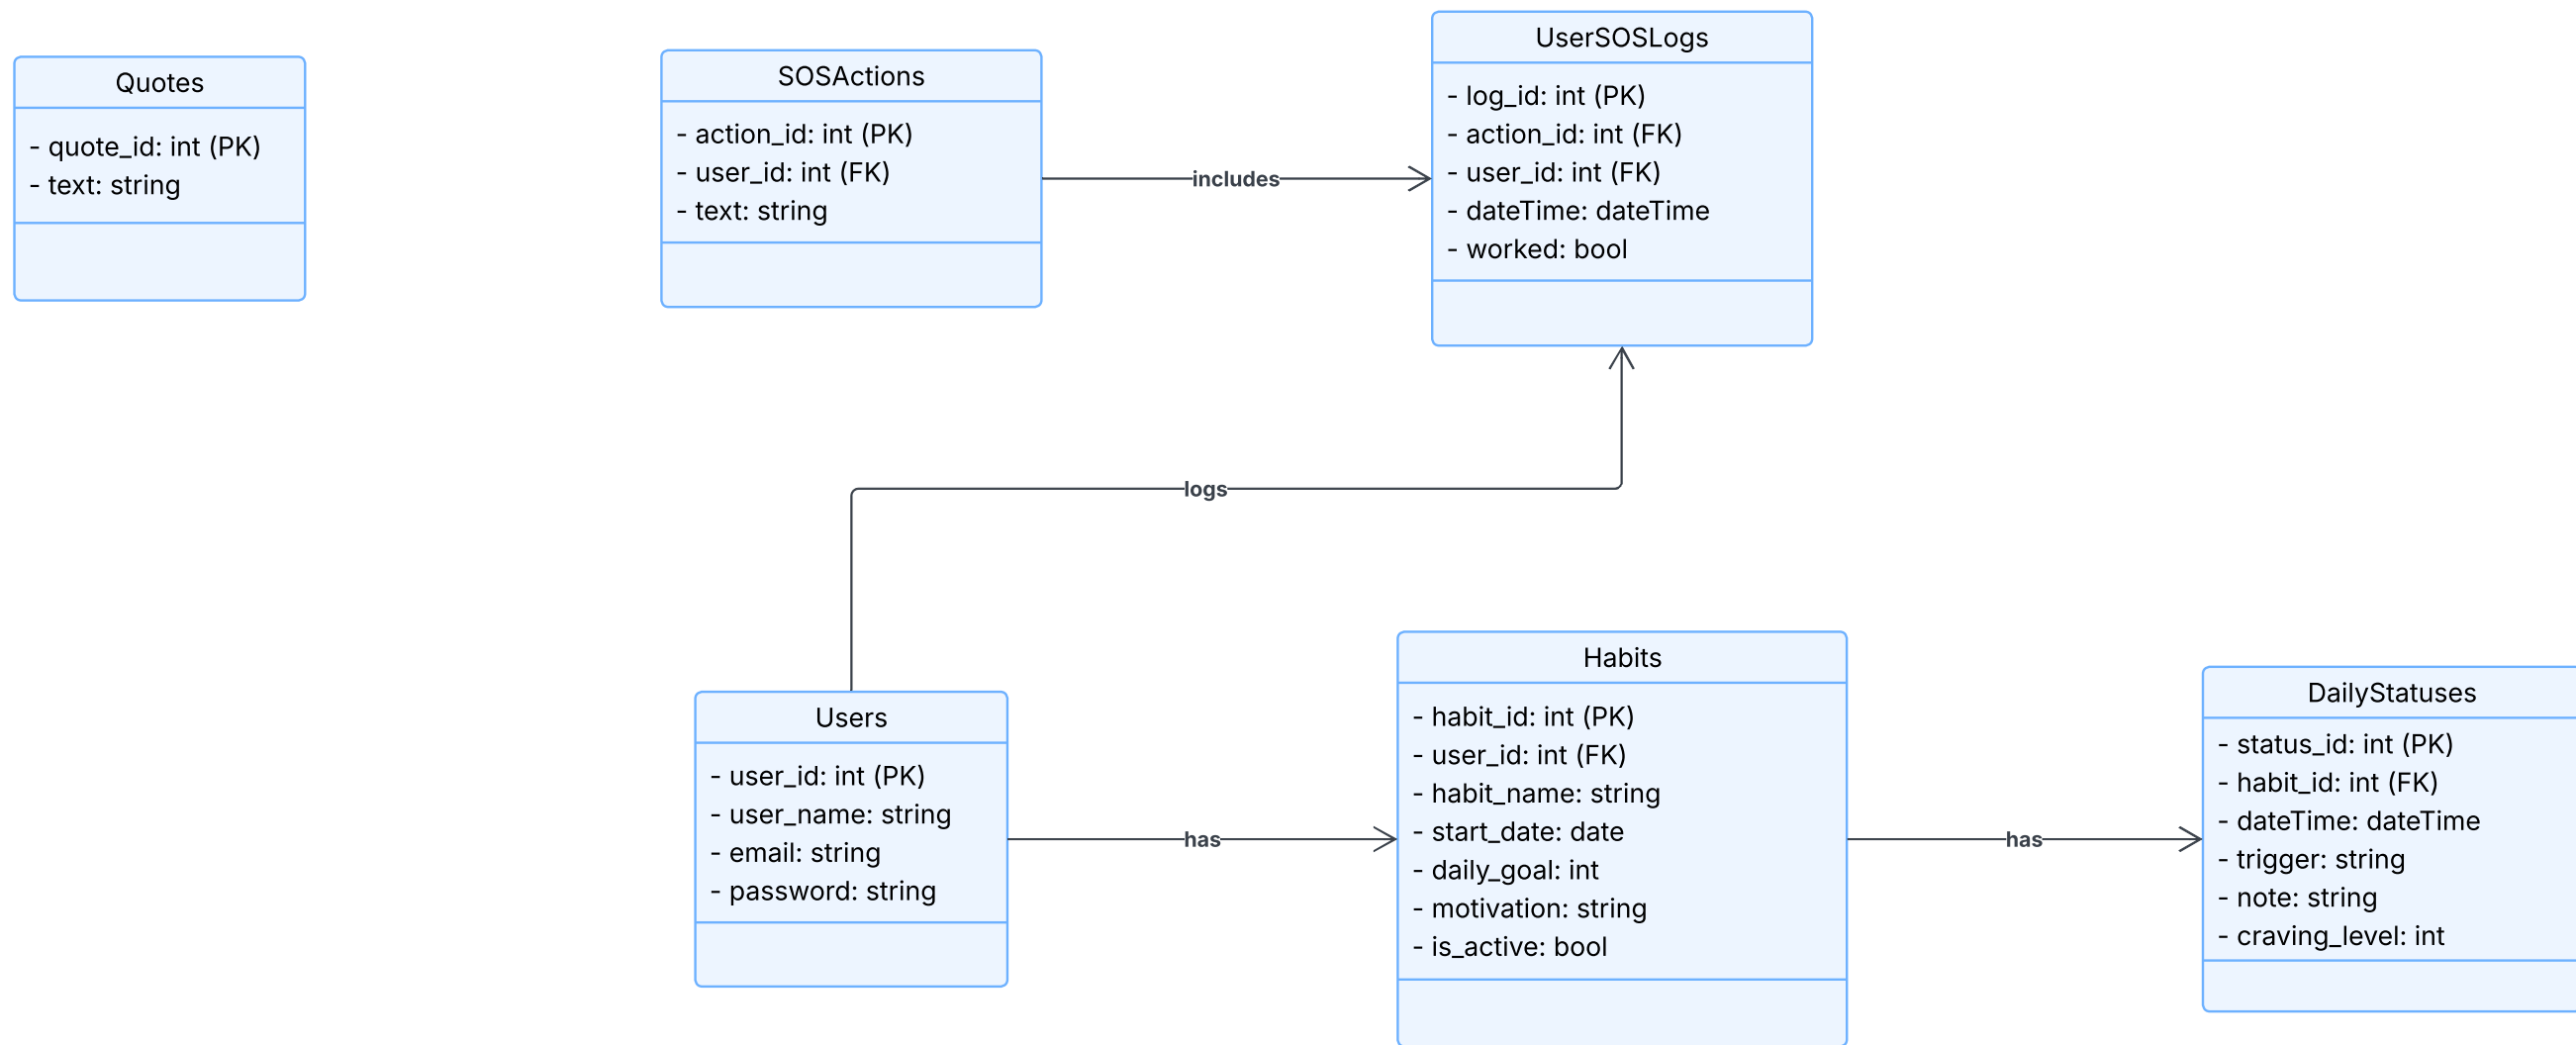 Quotes
- quote_id: int (PK)
- text: string
SOSActions
- action_id: int (PK)
- user_id: int (FK)
- text: string
includes
UserSOSLogs
- log_id: int (PK)
- action_id: int (FK)
- user_id: int (FK)
- dateTime: dateTime
- worked: bool
logs
Users
- user_id: int (PK)
- user_name: string
- email: string
- password: string
has
Habits
- habit_id: int (PK)
- user_id: int (FK)
- habit_name: string
- start_date: date
- daily_goal: int
- motivation: string
- is_active: bool
has
DailyStatuses
- status_id: int (PK)
- habit_id: int (FK)
- dateTime: dateTime
- trigger: string
- note: string
- craving_level: int